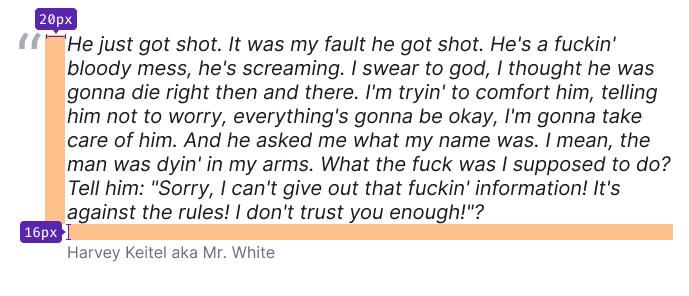 20px
“
He just got shot. It was my fault he got shot. He's a fuckin'
bloody mess, he's screaming. I swear to god, I thought he was
gonna die right then and there. I'm tryin' to comfort him, telling
him not to worry, everything's gonna be okay, I'm gonna take
care of him. And he asked me what my name was. I mean, the
man was dyin' in my arms. What the fuck was I supposed to do?
Tell him: "Sorry, I can't give out that fuckin' information! It's
against the rules! I don't trust you enough!"?
16px
Harvey Keitel aka Mr. White